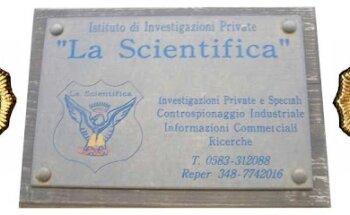 Istituto di Investigazioni Private
"La Scientifica"
La Scientifica
Investigazioni Private e Speciali
Controspionaggio Industriale
Informazioni Commerciali
Ricerche
T. 0583-312088
Reper 348-7742016